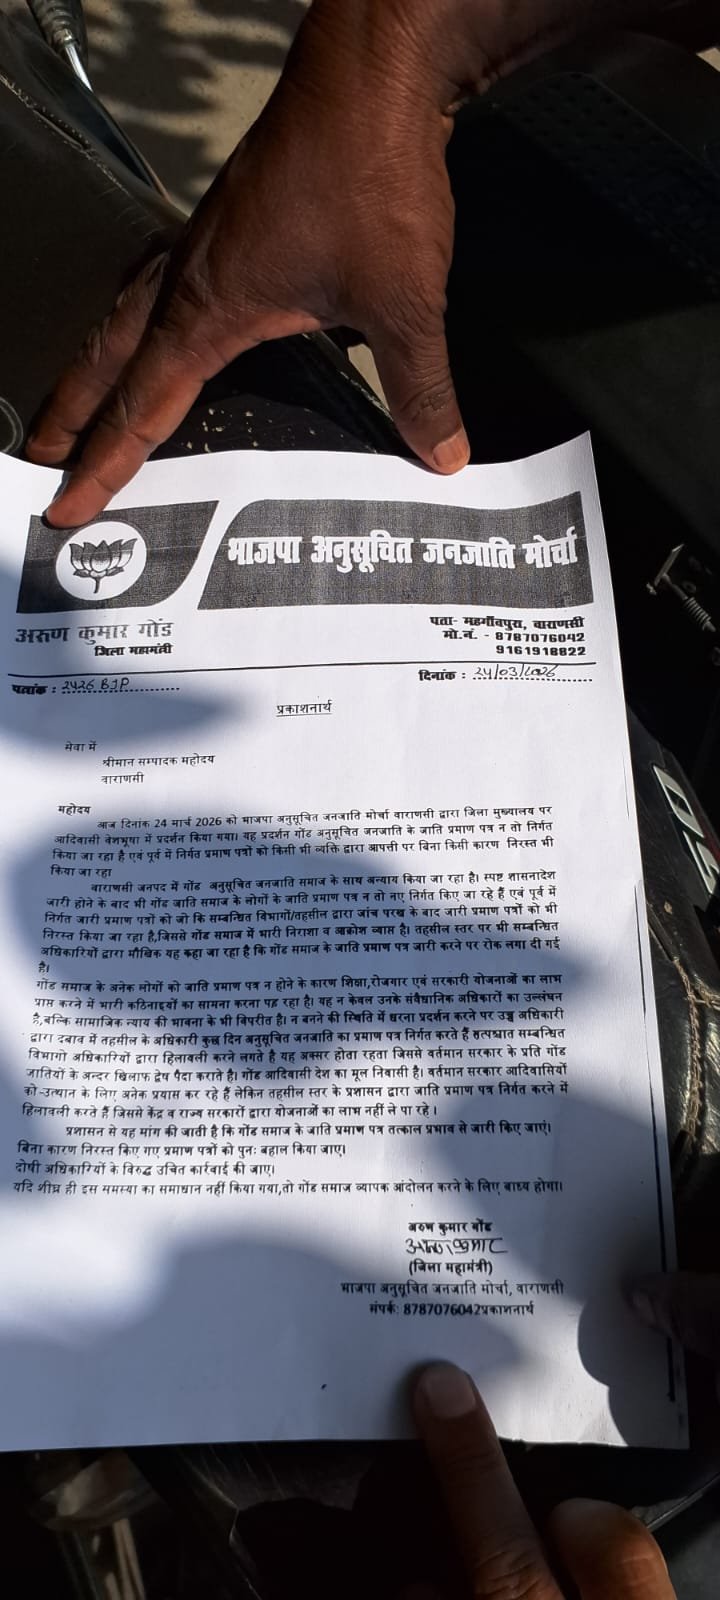 भाजपा अनुसूचित जनजाति मोर्चा
अरुण कुमार गोंड
जिला महामंत्री
पता- महगाँवपुरा, वाराणसी
मो.नं. - 8787076042
9161918822
पत्रांक : 2426 BJP
दिनांक : 24/03/2026
प्रकाशनार्थ
सेवा में
श्रीमान सम्पादक महोदय
वाराणसी
महोदय
आज दिनांक 24 मार्च 2026 को भाजपा अनुसूचित जनजाति मोर्चा वाराणसी द्वारा जिला मुख्यालय पर
आदिवासी वेशभूषा में प्रदर्शन किया गया। यह प्रदर्शन गोंड अनुसूचित जनजाति के जाति प्रमाण पत्र न तो निर्गत
किया जा रहा है एवं पूर्व में निर्गत प्रमाण पत्रों को किसी भी व्यक्ति द्वारा आपत्ती पर बिना किसी कारण निरस्त भी
किया जा रहा
वाराणसी जनपद में गोंड अनुसूचित जनजाति समाज के साथ अन्याय किया जा रहा है। स्पष्ट शासनादेश
जारी होने के बाद भी गोंड जाति समाज के लोगों के जाति प्रमाण पत्र न तो नए निर्गत किए जा रहे हैं एवं पूर्व में
निर्गत जारी प्रमाण पत्रों को जो कि सम्बन्धित विभागों/तहसील द्वारा जांच परख के बाद जारी प्रमाण पत्रों को भी
निरस्त किया जा रहा है,जिससे गोंड समाज में भारी निराशा व आक्रोश व्याप्त है। तहसील स्तर पर भी सम्बन्धित
अधिकारियों द्वारा मौखिक यह कहा जा रहा है कि गोंड समाज के जाति प्रमाण पत्र जारी करने पर रोक लगा दी गई
है।
गोंड समाज के अनेक लोगों को जाति प्रमाण पत्र न होने के कारण शिक्षा,रोजगार एवं सरकारी योजनाओं का लाभ
प्राप्त करने में भारी कठिनाइयों का सामना करना पड़ रहा है। यह न केवल उनके संवैधानिक अधिकारों का उल्लंघन
है,बल्कि सामाजिक न्याय की भावना के भी विपरीत है। न बनने की स्थिति में धरना प्रदर्शन करने पर उच्च अधिकारी
द्वारा दबाव में तहसील के अधिकारी कुछ दिन अनुसूचित जनजाति का प्रमाण पत्र निर्गत करते हैं तत्पश्चात सम्बन्धित
विभागो अधिकारियों द्वारा हिलावली करने लगते है यह अक्सर होता रहता जिससे वर्तमान सरकार के प्रति गोंड
जातियों के अन्दर खिलाफ द्वेष पैदा कराते है। गोंड आदिवासी देश का मूल निवासी है। वर्तमान सरकार आदिवासियों
को-उत्थान के लिए अनेक प्रयास कर रहे हैं लेकिन तहसील स्तर के प्रशासन द्वारा जाति प्रमाण पत्र निर्गत करने में
हिलावली करते हैं जिससे केंद्र व राज्य सरकारों द्वारा योजनाओं का लाभ नहीं ले पा रहे ।
प्रशासन से यह मांग की जाती है कि गोंड समाज के जाति प्रमाण पत्र तत्काल प्रभाव से जारी किए जाएं।
बिना कारण निरस्त किए गए प्रमाण पत्रों को पुनः बहाल किया जाए।
दोषी अधिकारियों के विरुद्ध उचित कार्रवाई की जाए।
यदि शीघ्र ही इस समस्या का समाधान नहीं किया गया,तो गोंड समाज व्यापक आंदोलन करने के लिए बाध्य होगा।
अरुण कुमार गोंड
अरुण कुमार
(जिला महामंत्री)
भाजपा अनुसूचित जनजाति मोर्चा, वाराणसी
संपर्क: 8787076042प्रकाशनार्थ
50